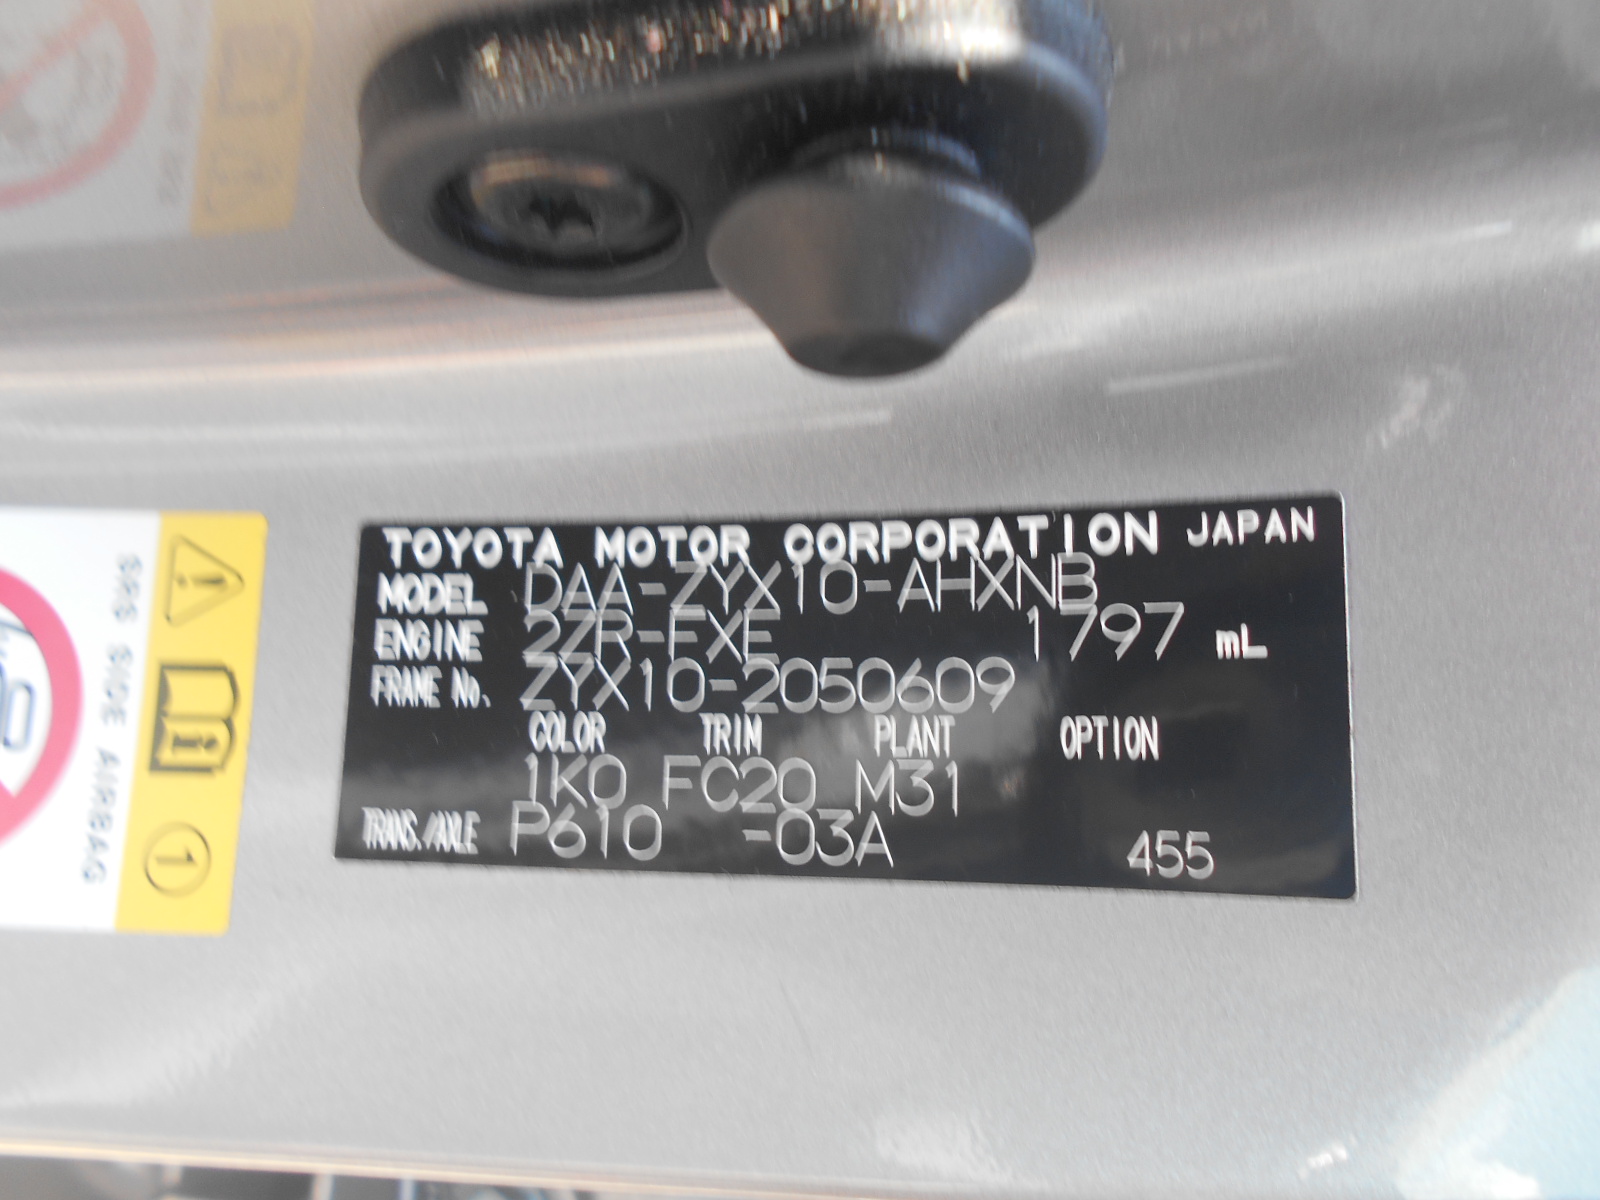 TOYOTA MOTOR CORPORATION JAPAN
MODEL DAA-ZYX10-AHXNB
ENGINE 2ZR-FXE 1797 mL
FRAME No. ZYX10-2050609
COLOR TRIM PLANT OPTION
1K0 FC20 M31
TRANS./AXLE P610 -03A 455
SRS SIDE AIRBAG
1